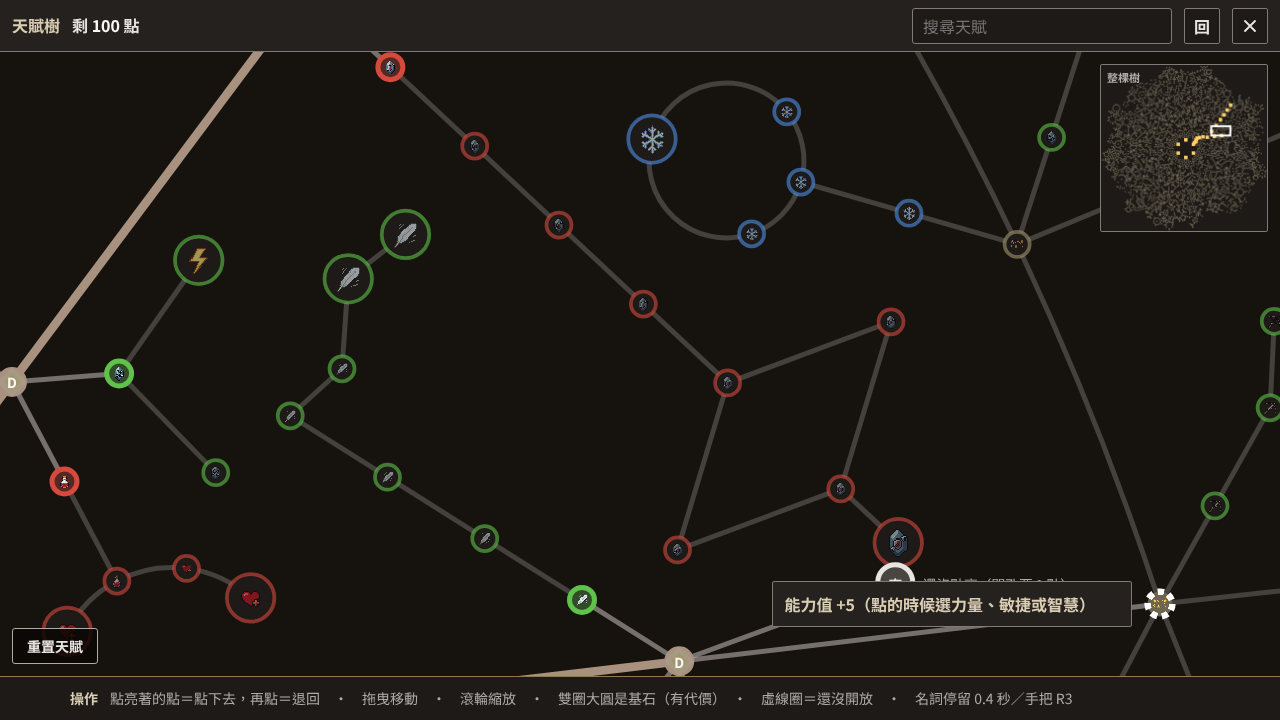 天賦樹 剩 100 點
搜尋天賦
回
整棵樹
D
D
能力值 +5（點的時候選力量、敏捷或智慧）
重置天賦
操作 點亮著的點＝點下去，再點＝退回 • 拖曳移動 • 滾輪縮放 • 雙圈大圓是基石（有代價） • 虛線圈＝還沒開放 • 名詞停留 0.4 秒／手把 R3